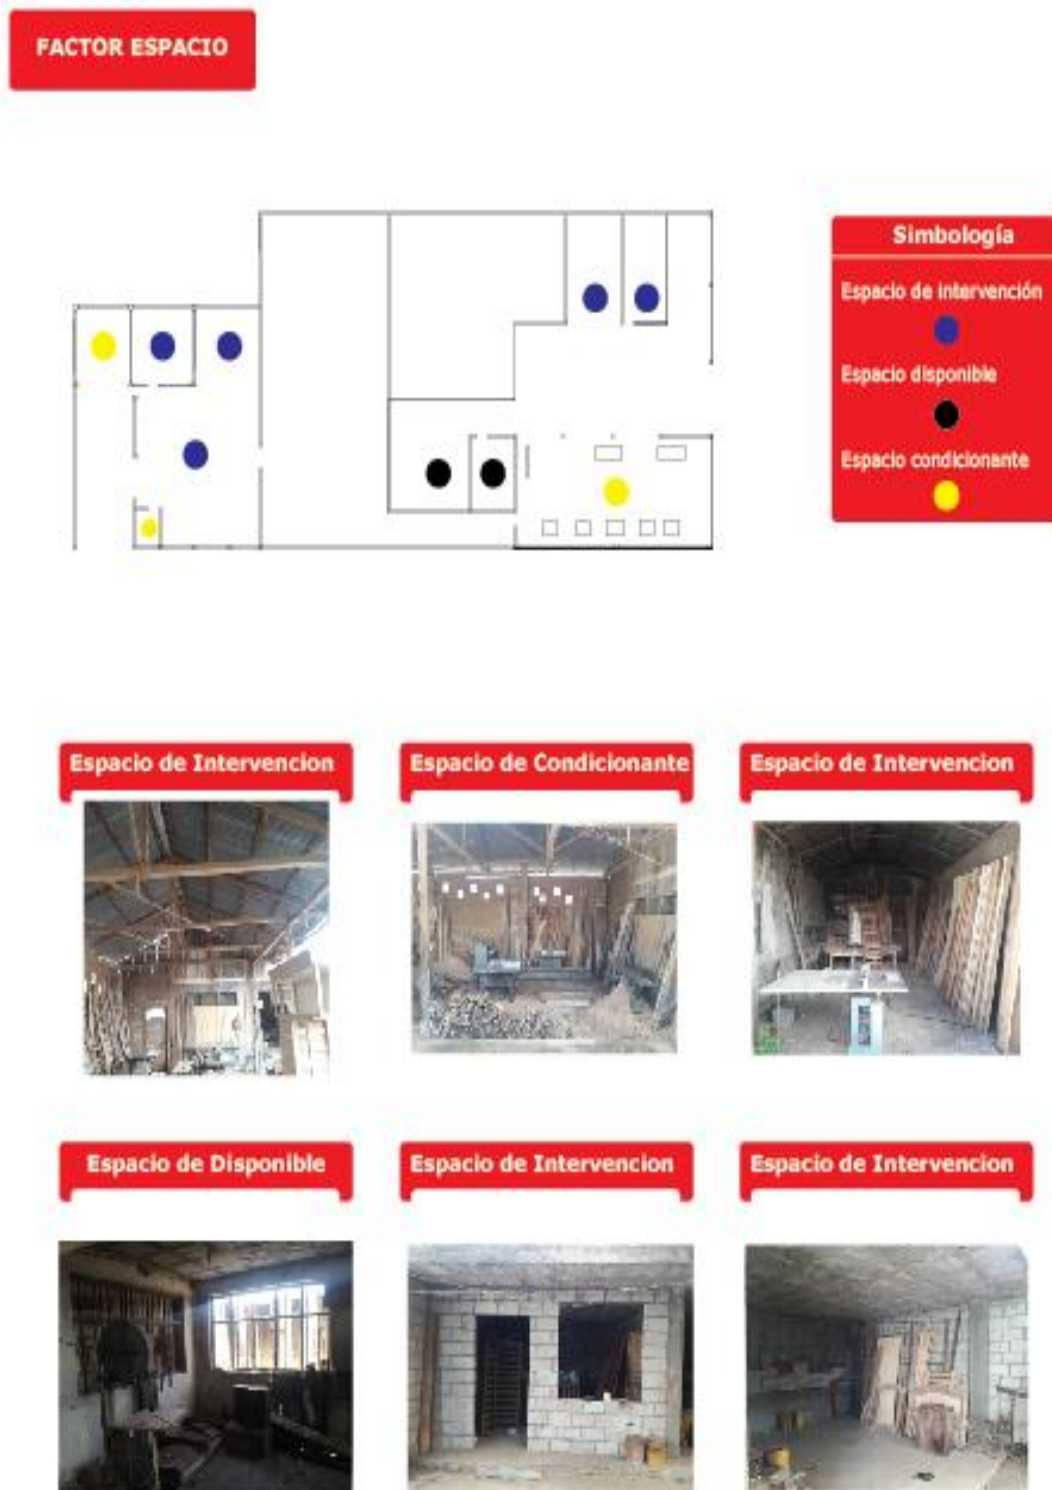 FACTOR ESPACIO
Simbología
Espacio de intervención
Espacio disponible
Espacio condicionante
Espacio de Intervencion
Espacio de Condicionante
Espacio de Intervencion
Espacio de Disponible
Espacio de Intervencion
Espacio de Intervencion